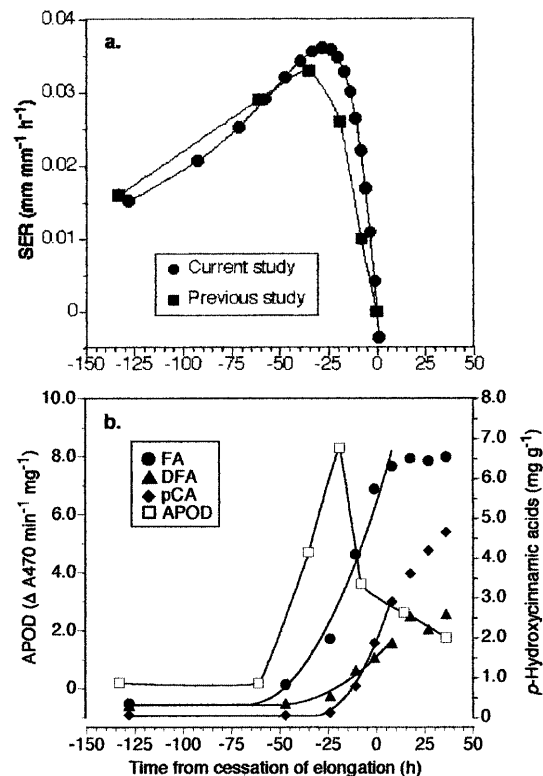 a.
0.04
0.03
0.02
0.01
0
SER (mm mm⁻¹ h⁻¹)
Current study
Previous study
-150 -125 -100 -75 -50 -25 0 25 50
b.
10.0
8.0
6.0
4.0
2.0
0
APOD (Δ A470 min⁻¹ mg⁻¹)
FA
DFA
pCA
APOD
8.0
7.0
6.0
5.0
4.0
3.0
2.0
1.0
0
p-Hydroxycinnamic acids (mg g⁻¹)
-150 -125 -100 -75 -50 -25 0 25 50
Time from cessation of elongation (h)